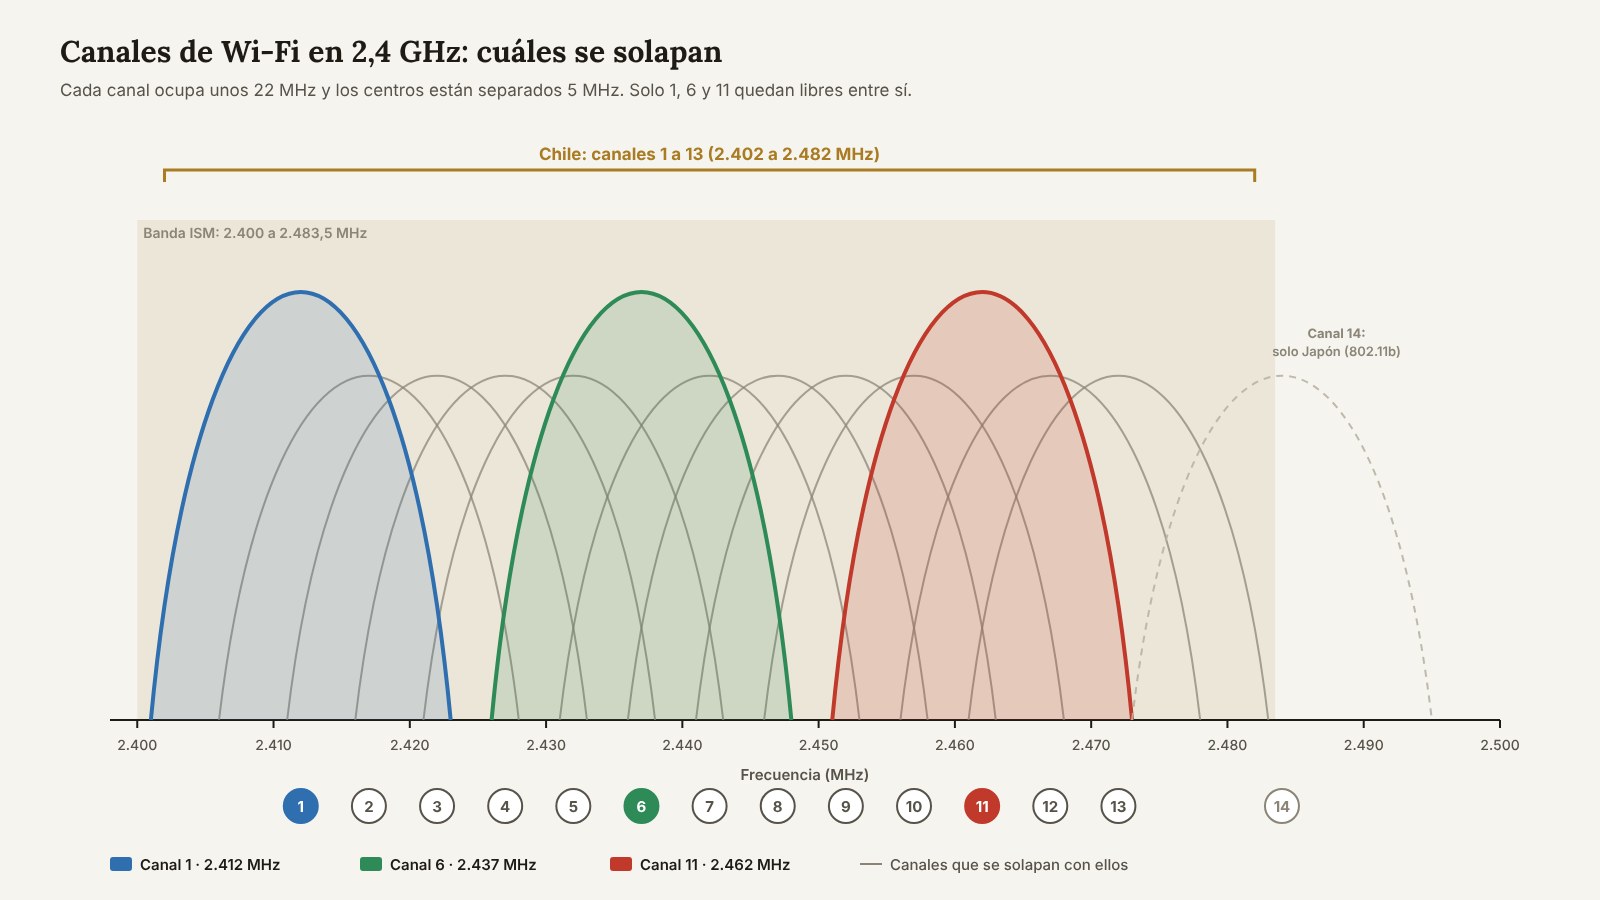 Canales de Wi-Fi en 2,4 GHz: cuáles se solapan
Cada canal ocupa unos 22 MHz y los centros están separados 5 MHz. Solo 1, 6 y 11 quedan libres entre sí.
Chile: canales 1 a 13 (2.402 a 2.482 MHz)
Banda ISM: 2.400 a 2.483,5 MHz
Canal 14:
solo Japón (802.11b)
2.400 2.410 2.420 2.430 2.440 2.450 2.460 2.470 2.480 2.490 2.500
Frecuencia (MHz)
1 2 3 4 5 6 7 8 9 10 11 12 13 14
Canal 1 · 2.412 MHz Canal 6 · 2.437 MHz Canal 11 · 2.462 MHz Canales que se solapan con ellos